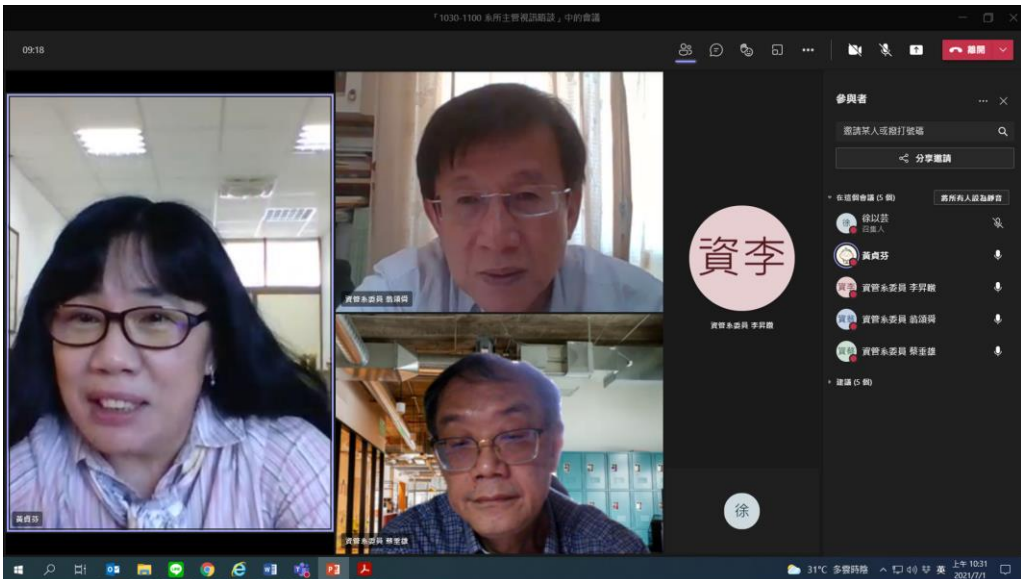 「1030-1100 系所主管視訊晤談」中的會議
09:18
離開
參與者
邀請某人或撥打號碼
分享邀請
在這個會議 (5 個)
將所有人設為靜音
徐以芸
召集人
黃貞芬
資管系委員 李昇暾
資管系委員 翁頌舜
資管系委員 蔡垂雄
建議 (5 個)
黃貞芬
資管系委員 翁頌舜
資管系委員 蔡垂雄
資李
資管系委員 李昇暾
徐
31°C 多雲時陰
英
上午 10:31
2021/7/1